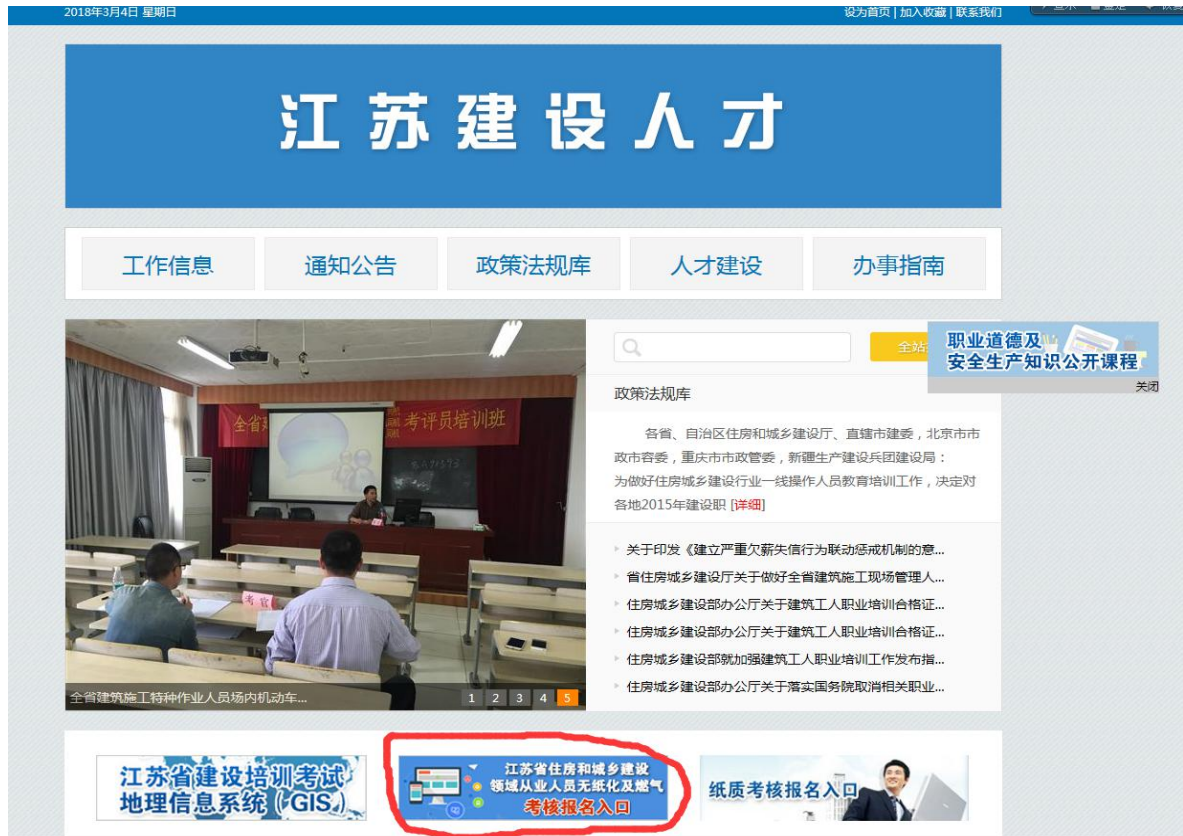 2018年3月4日 星期日
设为首页 | 加入收藏 | 联系我们
江苏建设人才
工作信息
通知公告
政策法规库
人才建设
办事指南
全站
职业道德及
安全生产知识公开课程
关闭
政策法规库
各省、自治区住房和城乡建设厅、直辖市建委，北京市市
政市容委，重庆市市政管委，新疆生产建设兵团建设局：
为做好住房城乡建设行业一线操作人员教育培训工作，决定对
各地2015年建设职 [详细]
关于印发《建立严重欠薪失信行为联动惩戒机制的意...
省住房城乡建设厅关于做好全省建筑施工现场管理人...
住房城乡建设部办公厅关于建筑工人职业培训合格证...
住房城乡建设部办公厅关于建筑工人职业培训合格证...
住房城乡建设部就加强建筑工人职业培训工作发布指...
住房城乡建设部办公厅关于落实国务院取消相关职业...
全省
考评员培训班
考官
全省建筑施工特种作业人员场内机动车...
1 2 3 4 5
江苏省建设培训考试
地理信息系统（GIS）
江苏省住房和城乡建设
领域从业人员无纸化及燃气
考核报名入口
纸质考核报名入口